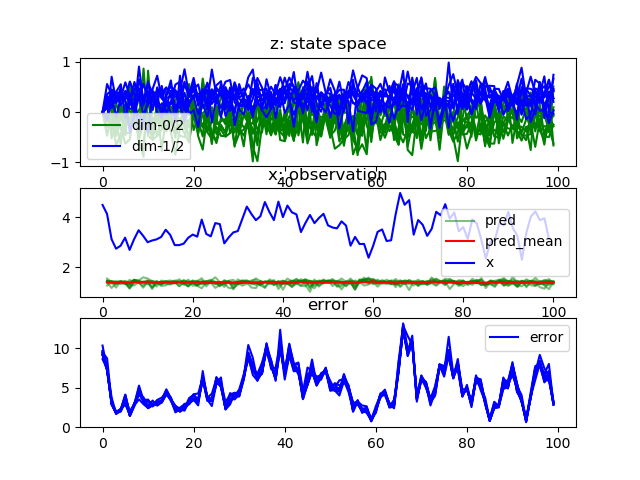 z: state space
1
0
−1
dim-0/2
dim-1/2
0 20 40 60 80 100
x: observation
4
2
pred
pred_mean
x
0 20 40 60 80 100
error
10
5
0
error
0 20 40 60 80 100